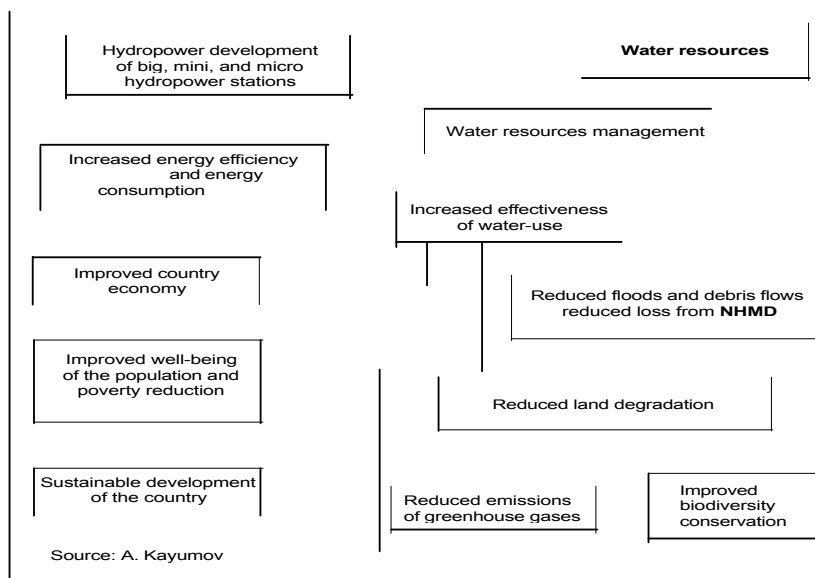 Hydropower development
of big, mini, and micro
hydropower stations
Water resources
Water resources management
Increased energy efficiency
and energy
consumption
Increased effectiveness
of water-use
Improved country
economy
Reduced floods and debris flows
reduced loss from NHMD
Improved well-being
of the population and
poverty reduction
Reduced land degradation
Sustainable development
of the country
Reduced emissions
of greenhouse gases
Improved
biodiversity
conservation
Source: A. Kayumov